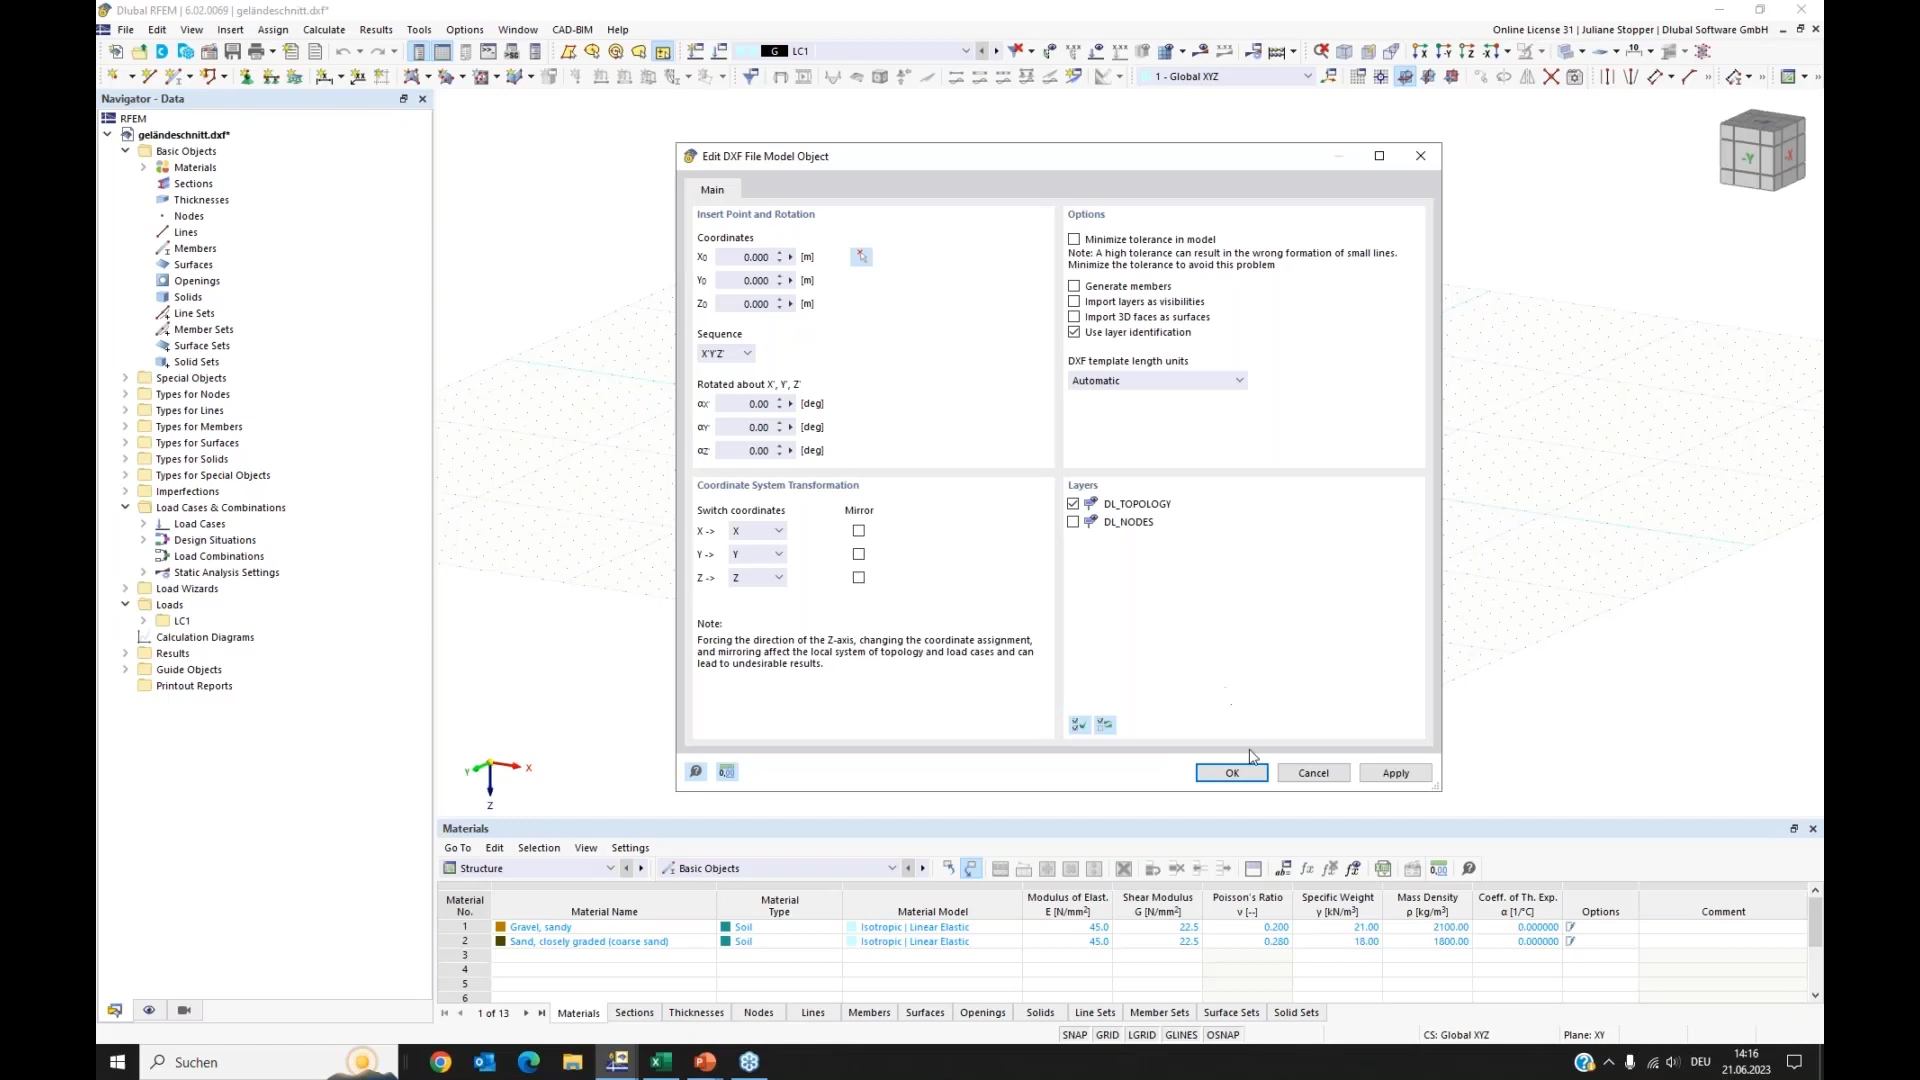 Dlubal RFEM | 6.02.0069 | geländeschnitt.dxf*
File Edit View Insert Assign Calculate Results Tools Options Window CAD-BIM Help
Online License 31 | Juliane Stopper | Dlubal Software GmbH
G LC1
1 - Global XYZ
Navigator - Data
RFEM
geländeschnitt.dxf*
Basic Objects
Materials
Sections
Thicknesses
Nodes
Lines
Members
Surfaces
Openings
Solids
Line Sets
Member Sets
Surface Sets
Solid Sets
Special Objects
Types for Nodes
Types for Lines
Types for Members
Types for Surfaces
Types for Solids
Types for Special Objects
Imperfections
Load Cases & Combinations
Load Cases
Design Situations
Load Combinations
Static Analysis Settings
Load Wizards
Loads
LC1
Calculation Diagrams
Results
Guide Objects
Printout Reports
Edit DXF File Model Object
Main
Insert Point and Rotation
Coordinates
X0 0.000 [m]
Y0 0.000 [m]
Z0 0.000 [m]
Sequence
X'Y'Z'
Rotated about X', Y', Z'
αX' 0.00 [deg]
αY' 0.00 [deg]
αZ' 0.00 [deg]
Options
Minimize tolerance in model
Note: A high tolerance can result in the wrong formation of small lines.
Minimize the tolerance to avoid this problem
Generate members
Import layers as visibilities
Import 3D faces as surfaces
Use layer identification
DXF template length units
Automatic
Coordinate System Transformation
Switch coordinates Mirror
X -> X
Y -> Y
Z -> Z
Note:
Forcing the direction of the Z-axis, changing the coordinate assignment,
and mirroring affect the local system of topology and load cases and can
lead to undesirable results.
Layers
DL_TOPOLOGY
DL_NODES
OK Cancel Apply
-Y -X
Y X
Z
Materials
Go To Edit Selection View Settings
Structure Basic Objects
Material No. Material Name Material Type Material Model Modulus of Elast. E [N/mm²] Shear Modulus G [N/mm²] Poisson's Ratio ν [--] Specific Weight γ [kN/m³] Mass Density ρ [kg/m³] Coeff. of Th. Exp. α [1/°C] Options Comment
1 Gravel, sandy Soil Isotropic | Linear Elastic 45.0 22.5 0.200 21.00 2100.00 0.000000
2 Sand, closely graded (coarse sand) Soil Isotropic | Linear Elastic 45.0 22.5 0.280 18.00 1800.00 0.000000
3
4
5
6
1 of 13 Materials Sections Thicknesses Nodes Lines Members Surfaces Openings Solids Line Sets Member Sets Surface Sets Solid Sets
SNAP GRID LGRID GLINES OSNAP CS: Global XYZ Plane: XY
Suchen
DEU
14:16
21.06.2023